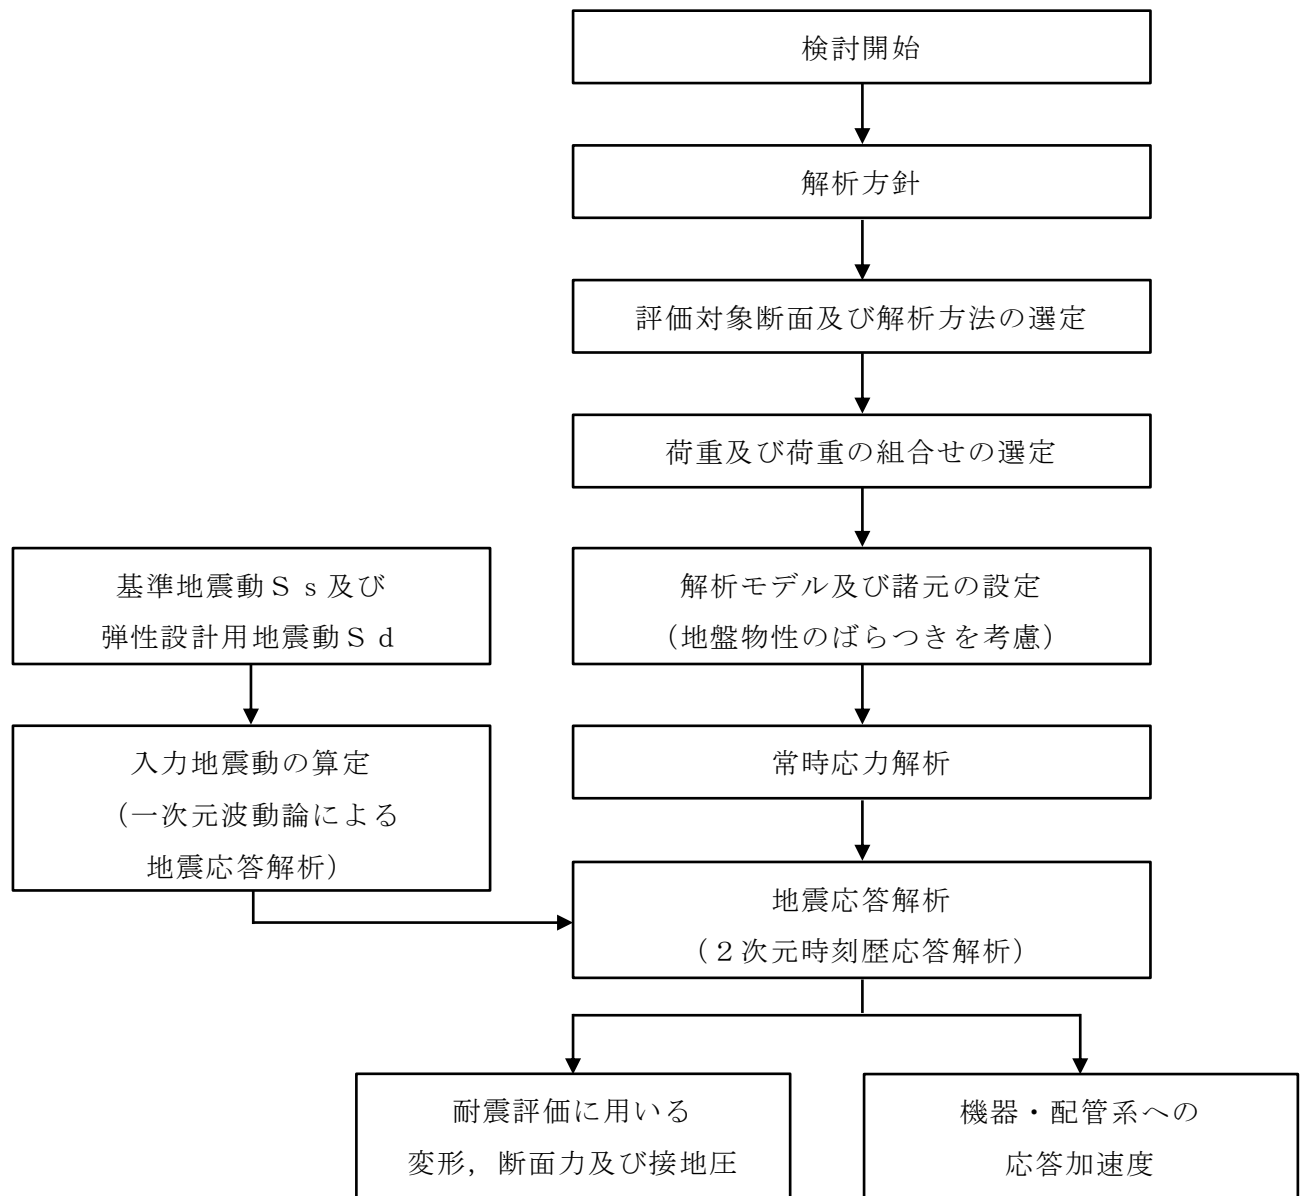 検討開始
解析方針
評価対象断面及び解析方法の選定
荷重及び荷重の組合せの選定
基準地震動Ｓｓ及び
弾性設計用地震動Ｓｄ
解析モデル及び諸元の設定
（地盤物性のばらつきを考慮）
入力地震動の算定
（一次元波動論による
地震応答解析）
常時応力解析
地震応答解析
（２次元時刻歴応答解析）
耐震評価に用いる
変形，断面力及び接地圧
機器・配管系への
応答加速度